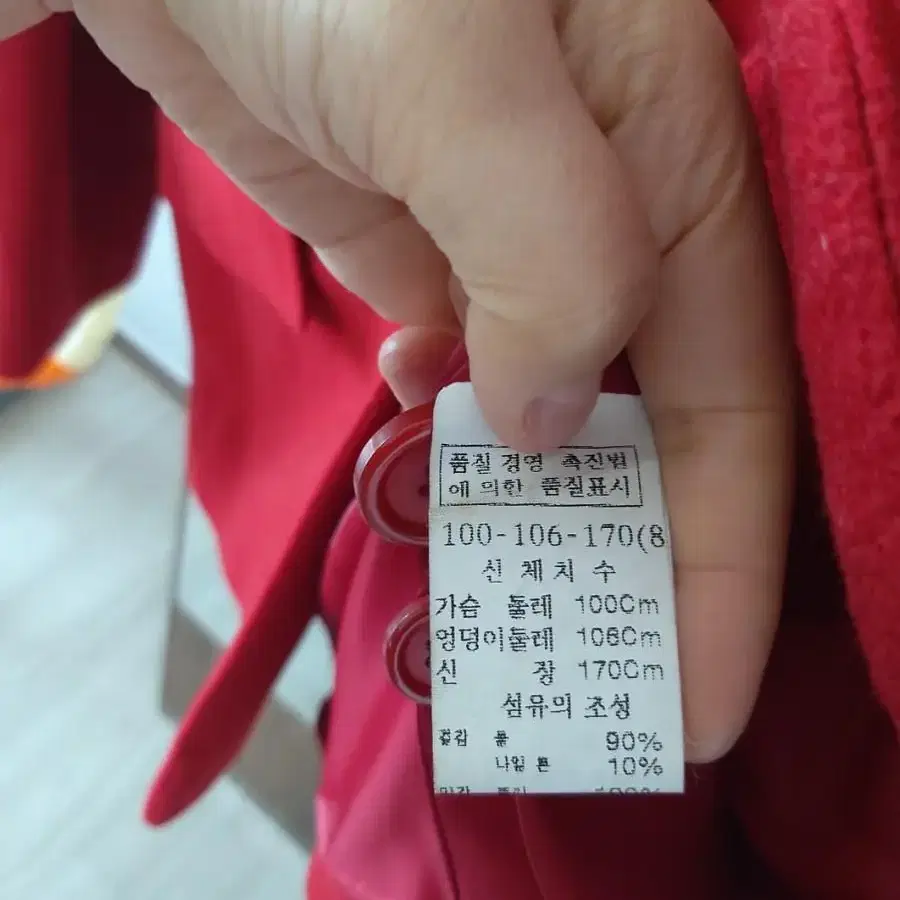 품질 경영 촉진법
에 의한 품질표시
100-106-170(8
신 체 치 수
가슴 둘레 100Cm
엉덩이둘레 106Cm
신 장 170Cm
섬유의 조성
겉감 울 90%
나일론 10%
100%